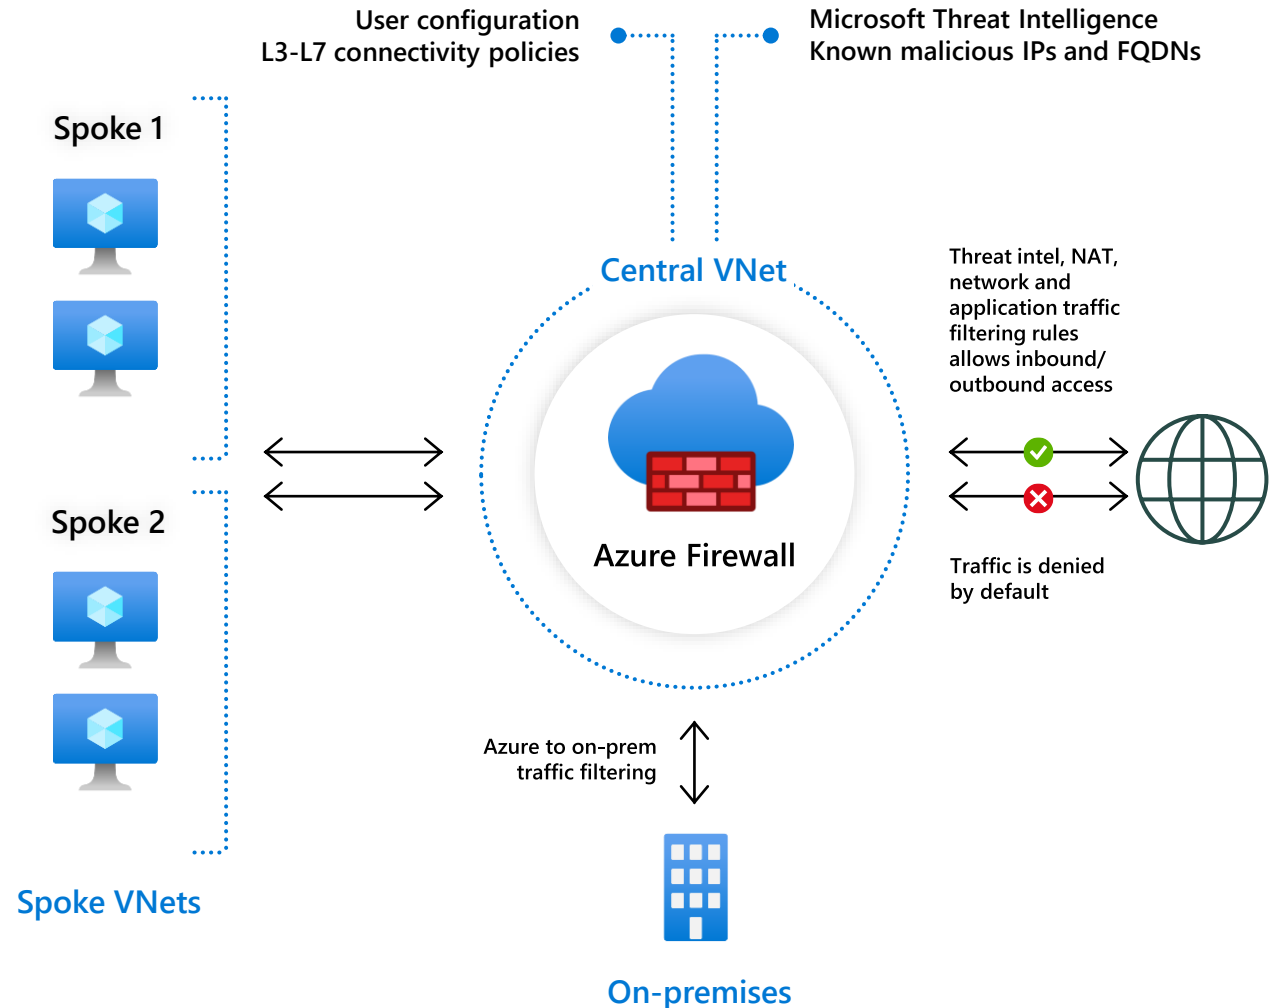 User configuration
L3-L7 connectivity policies
Microsoft Threat Intelligence
Known malicious IPs and FQDNs
Spoke 1
Central VNet
Threat intel, NAT,
network and
application traffic
filtering rules
allows inbound/
outbound access
Spoke 2
Azure Firewall
Traffic is denied
by default
Azure to on-prem
traffic filtering
Spoke VNets
On-premises